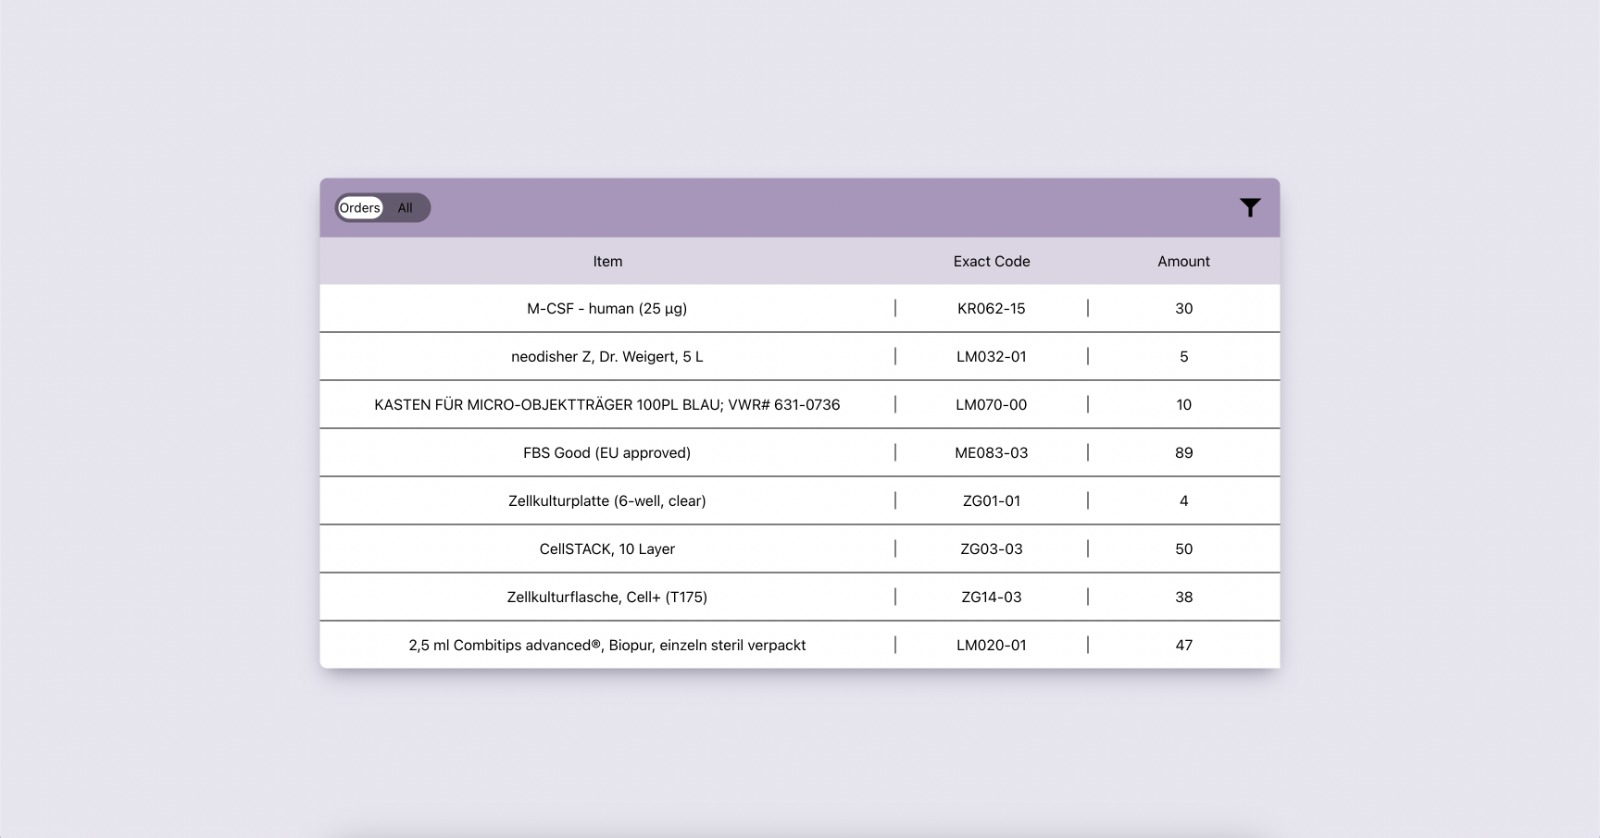 Orders All
Item Exact Code Amount
M-CSF - human (25 µg) | KR062-15 | 30
neodisher Z, Dr. Weigert, 5 L | LM032-01 | 5
KASTEN FÜR MICRO-OBJEKTTRÄGER 100PL BLAU; VWR# 631-0736 | LM070-00 | 10
FBS Good (EU approved) | ME083-03 | 89
Zellkulturplatte (6-well, clear) | ZG01-01 | 4
CellSTACK, 10 Layer | ZG03-03 | 50
Zellkulturflasche, Cell+ (T175) | ZG14-03 | 38
2,5 ml Combitips advanced®, Biopur, einzeln steril verpackt | LM020-01 | 47